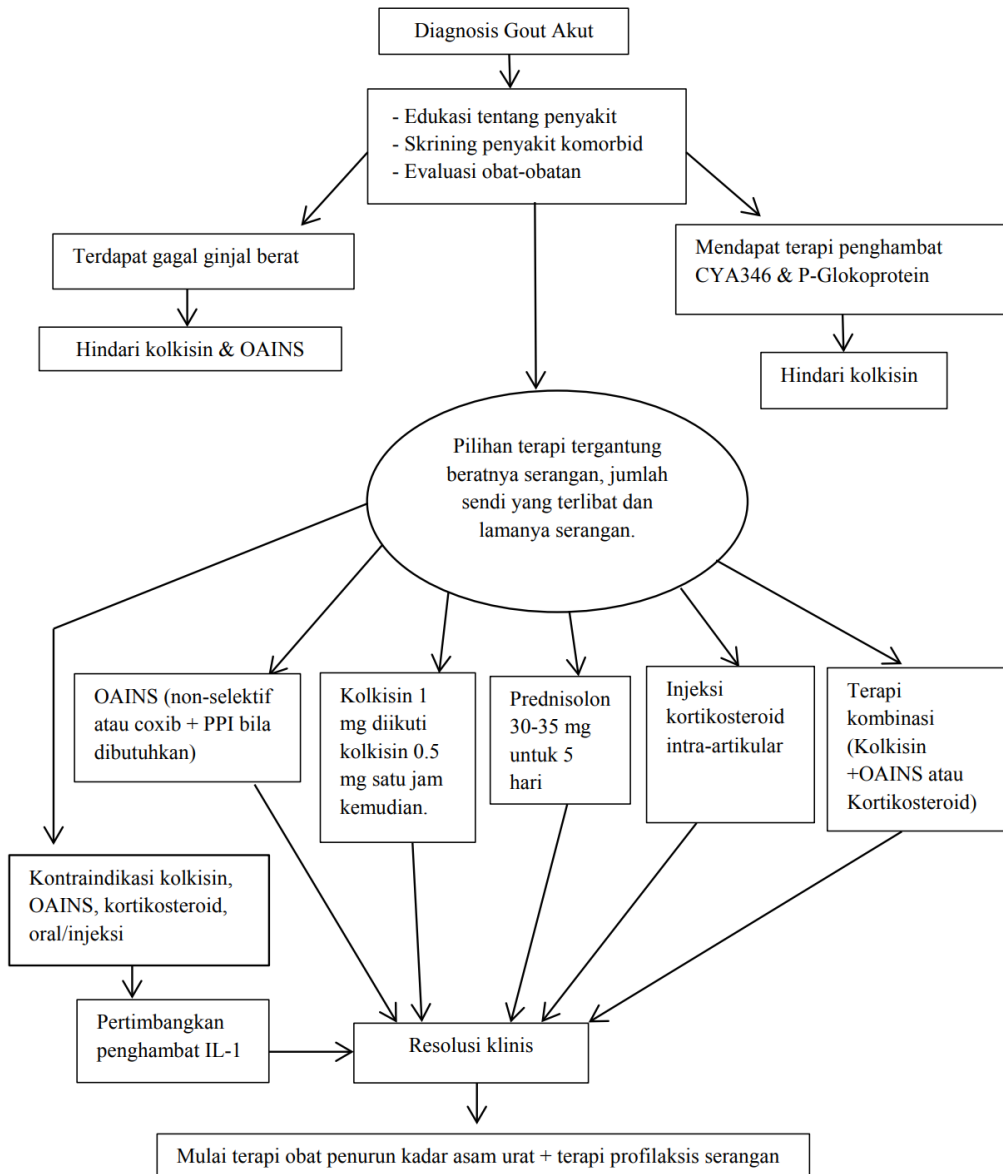 Diagnosis Gout Akut
- Edukasi tentang penyakit
- Skrining penyakit komorbid
- Evaluasi obat-obatan
Terdapat gagal ginjal berat
Mendapat terapi penghambat
CYA346 & P-Glokoprotein
Hindari kolkisin & OAINS
Hindari kolkisin
Pilihan terapi tergantung
beratnya serangan, jumlah
sendi yang terlibat dan
lamanya serangan.
OAINS (non-selektif
atau coxib + PPI bila
dibutuhkan)
Kolkisin 1
mg diikuti
kolkisin 0.5
mg satu jam
kemudian.
Prednisolon
30-35 mg
untuk 5
hari
Injeksi
kortikosteroid
intra-artikular
Terapi
kombinasi
(Kolkisin
+OAINS atau
Kortikosteroid)
Kontraindikasi kolkisin,
OAINS, kortikosteroid,
oral/injeksi
Pertimbangkan
penghambat IL-1
Resolusi klinis
Mulai terapi obat penurun kadar asam urat + terapi profilaksis serangan